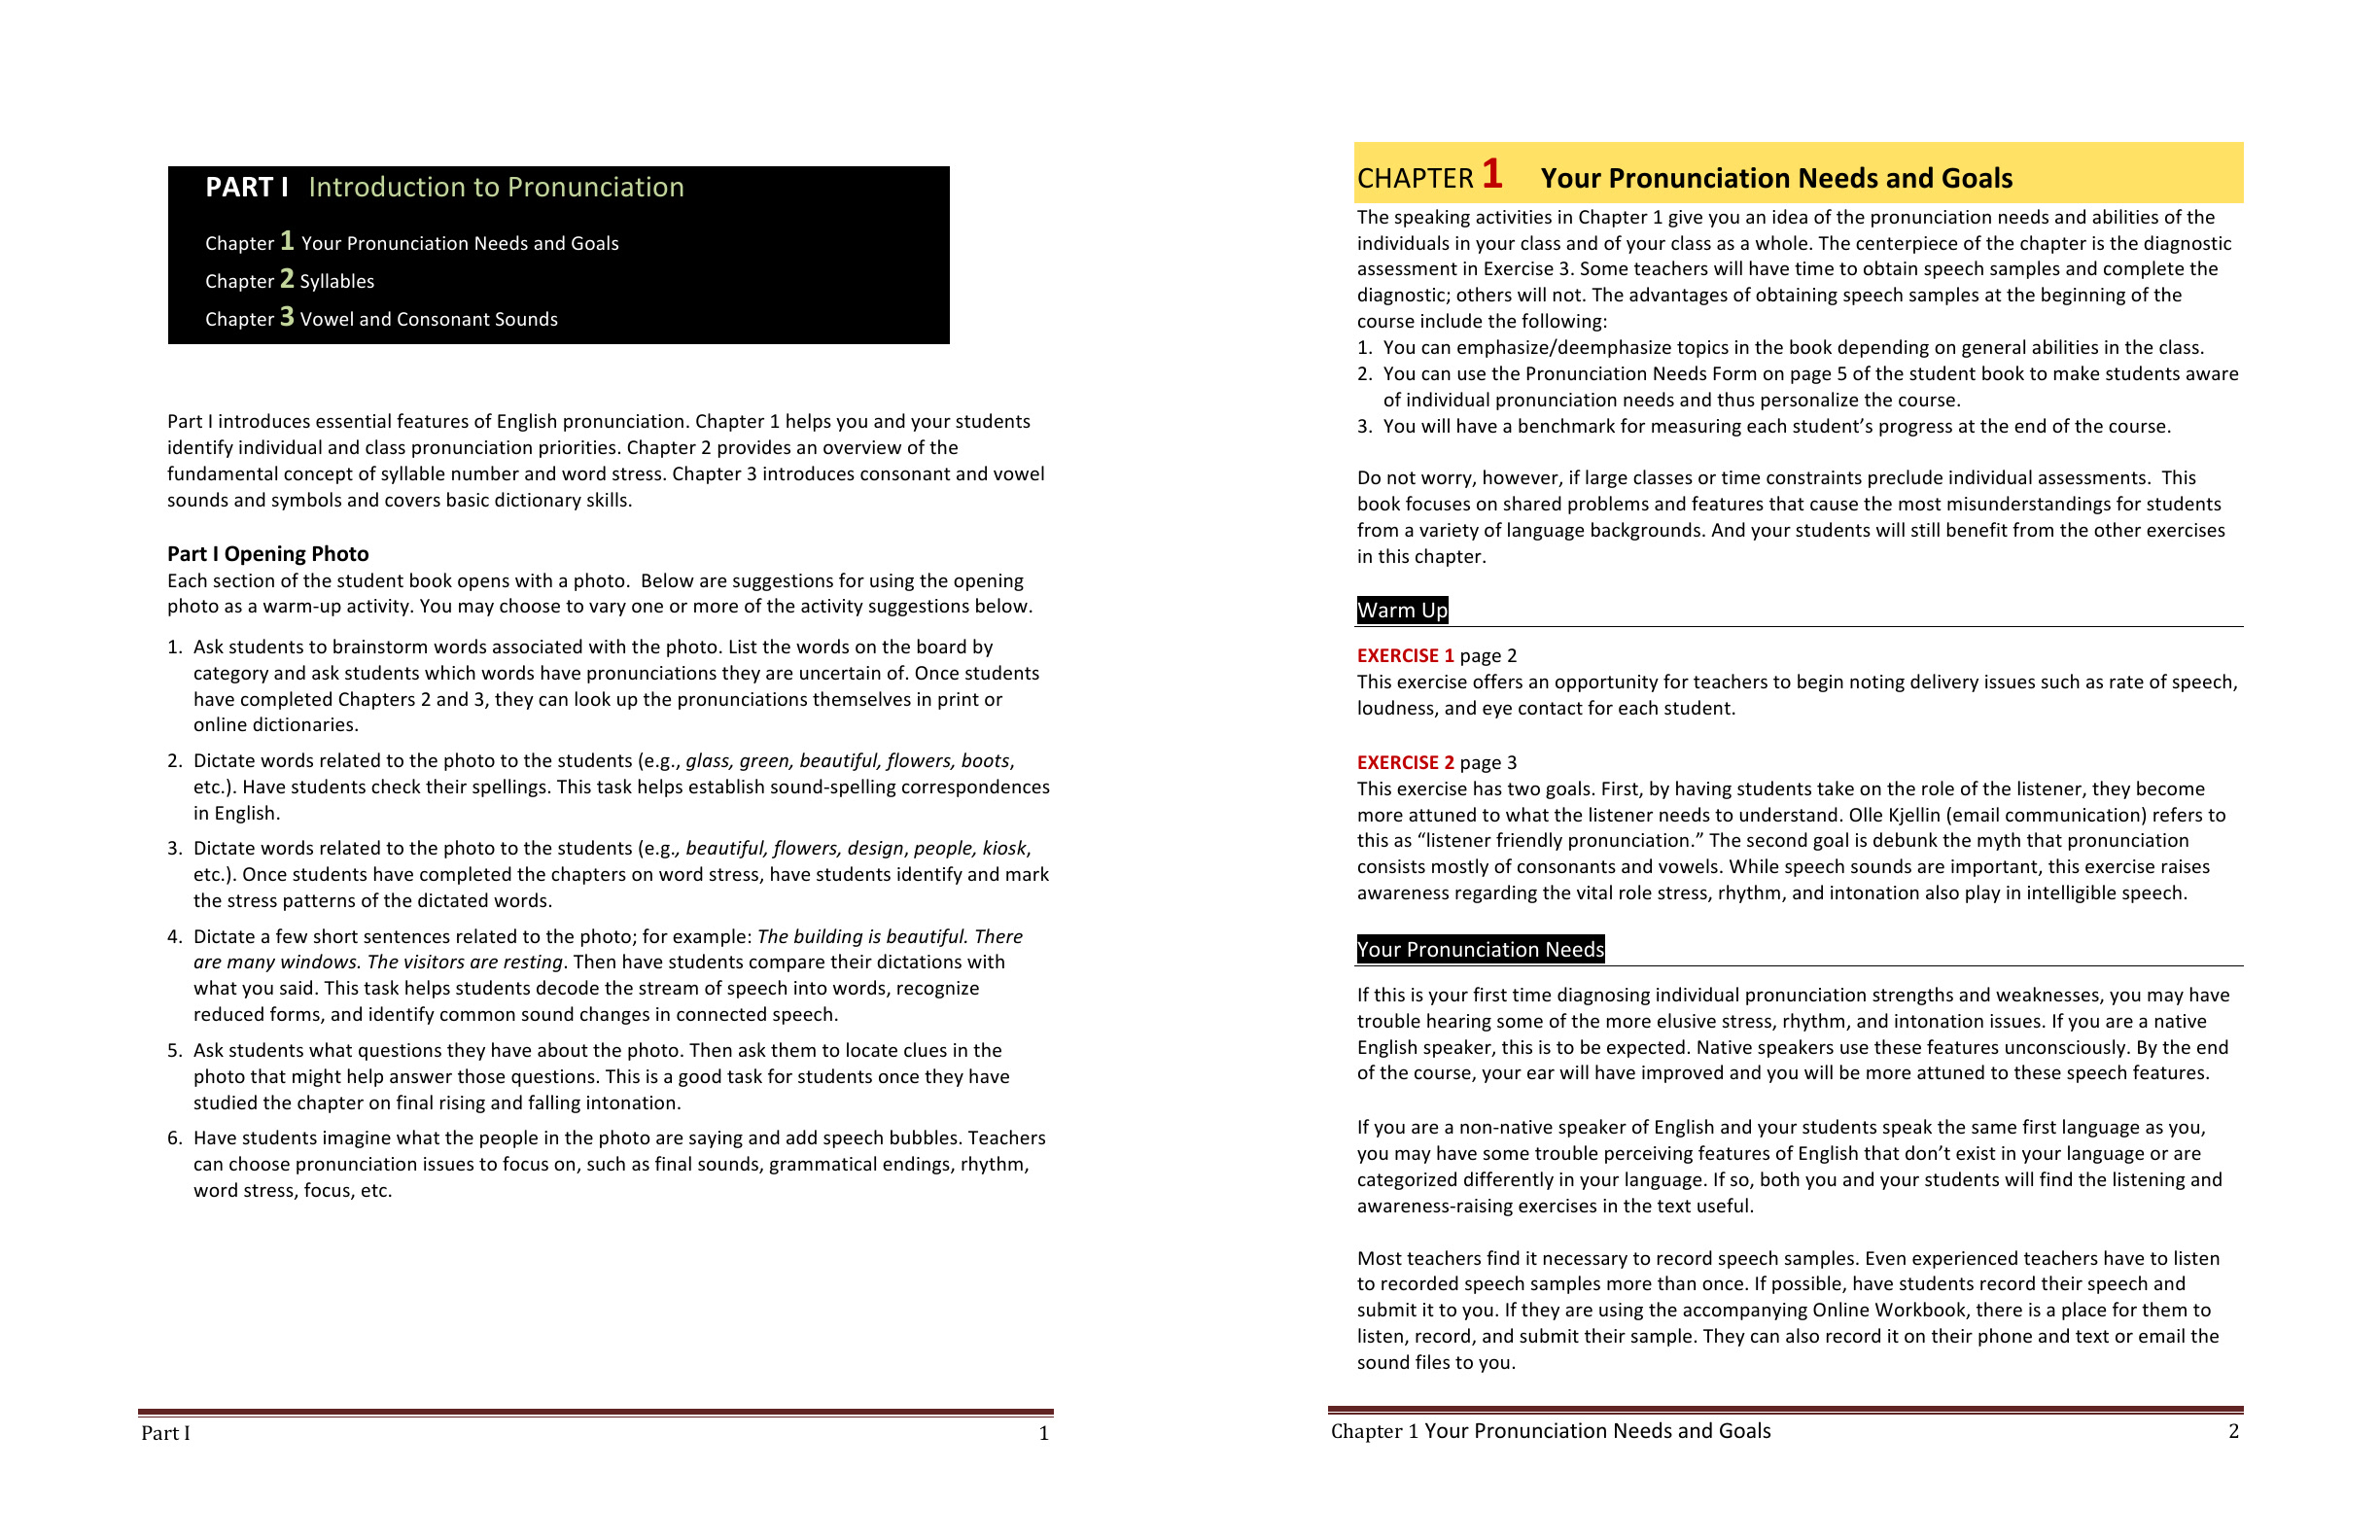 PART I Introduction to Pronunciation
Chapter 1 Your Pronunciation Needs and Goals
Chapter 2 Syllables
Chapter 3 Vowel and Consonant Sounds
Part I introduces essential features of English pronunciation. Chapter 1 helps you and your students
identify individual and class pronunciation priorities. Chapter 2 provides an overview of the
fundamental concept of syllable number and word stress. Chapter 3 introduces consonant and vowel
sounds and symbols and covers basic dictionary skills.
Part I Opening Photo
Each section of the student book opens with a photo.  Below are suggestions for using the opening
photo as a warm-up activity. You may choose to vary one or more of the activity suggestions below.
1. Ask students to brainstorm words associated with the photo. List the words on the board by
category and ask students which words have pronunciations they are uncertain of. Once students
have completed Chapters 2 and 3, they can look up the pronunciations themselves in print or
online dictionaries.
2. Dictate words related to the photo to the students (e.g., glass, green, beautiful, flowers, boots,
etc.). Have students check their spellings. This task helps establish sound-spelling correspondences
in English.
3. Dictate words related to the photo to the students (e.g., beautiful, flowers, design, people, kiosk,
etc.). Once students have completed the chapters on word stress, have students identify and mark
the stress patterns of the dictated words.
4. Dictate a few short sentences related to the photo; for example: The building is beautiful. There
are many windows. The visitors are resting. Then have students compare their dictations with
what you said. This task helps students decode the stream of speech into words, recognize
reduced forms, and identify common sound changes in connected speech.
5. Ask students what questions they have about the photo. Then ask them to locate clues in the
photo that might help answer those questions. This is a good task for students once they have
studied the chapter on final rising and falling intonation.
6. Have students imagine what the people in the photo are saying and add speech bubbles. Teachers
can choose pronunciation issues to focus on, such as final sounds, grammatical endings, rhythm,
word stress, focus, etc.
Part I 1
CHAPTER 1 Your Pronunciation Needs and Goals
The speaking activities in Chapter 1 give you an idea of the pronunciation needs and abilities of the
individuals in your class and of your class as a whole. The centerpiece of the chapter is the diagnostic
assessment in Exercise 3. Some teachers will have time to obtain speech samples and complete the
diagnostic; others will not. The advantages of obtaining speech samples at the beginning of the
course include the following:
1. You can emphasize/deemphasize topics in the book depending on general abilities in the class.
2. You can use the Pronunciation Needs Form on page 5 of the student book to make students aware
of individual pronunciation needs and thus personalize the course.
3. You will have a benchmark for measuring each student’s progress at the end of the course.
Do not worry, however, if large classes or time constraints preclude individual assessments.  This
book focuses on shared problems and features that cause the most misunderstandings for students
from a variety of language backgrounds. And your students will still benefit from the other exercises
in this chapter.
Warm Up
EXERCISE 1 page 2
This exercise offers an opportunity for teachers to begin noting delivery issues such as rate of speech,
loudness, and eye contact for each student.
EXERCISE 2 page 3
This exercise has two goals. First, by having students take on the role of the listener, they become
more attuned to what the listener needs to understand. Olle Kjellin (email communication) refers to
this as “listener friendly pronunciation.” The second goal is debunk the myth that pronunciation
consists mostly of consonants and vowels. While speech sounds are important, this exercise raises
awareness regarding the vital role stress, rhythm, and intonation also play in intelligible speech.
Your Pronunciation Needs
If this is your first time diagnosing individual pronunciation strengths and weaknesses, you may have
trouble hearing some of the more elusive stress, rhythm, and intonation issues. If you are a native
English speaker, this is to be expected. Native speakers use these features unconsciously. By the end
of the course, your ear will have improved and you will be more attuned to these speech features.
If you are a non-native speaker of English and your students speak the same first language as you,
you may have some trouble perceiving features of English that don’t exist in your language or are
categorized differently in your language. If so, both you and your students will find the listening and
awareness-raising exercises in the text useful.
Most teachers find it necessary to record speech samples. Even experienced teachers have to listen
to recorded speech samples more than once. If possible, have students record their speech and
submit it to you. If they are using the accompanying Online Workbook, there is a place for them to
listen, record, and submit their sample. They can also record it on their phone and text or email the
sound files to you.
Chapter 1 Your Pronunciation Needs and Goals 2